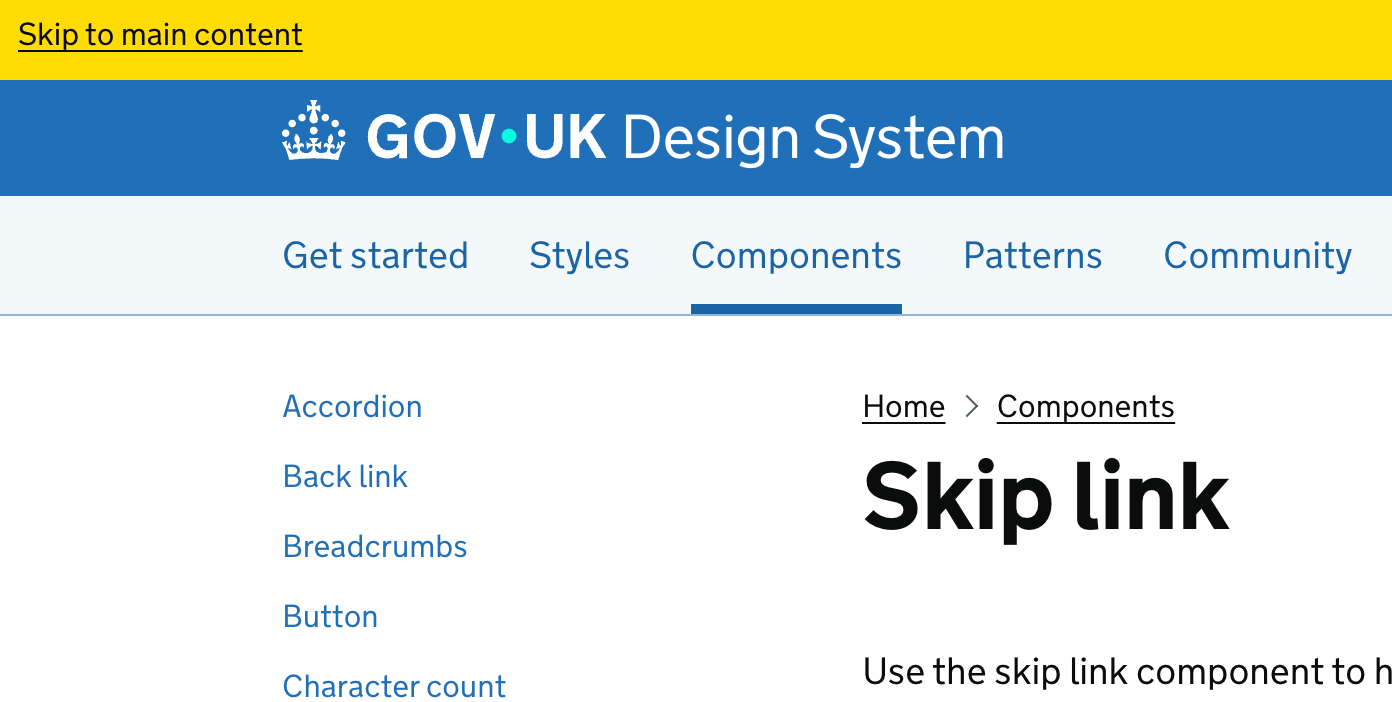 Skip to main content
GOV•UK Design System
Get started Styles Components Patterns Community
Accordion
Back link
Breadcrumbs
Button
Character count
Home > Components
Skip link
Use the skip link component to h